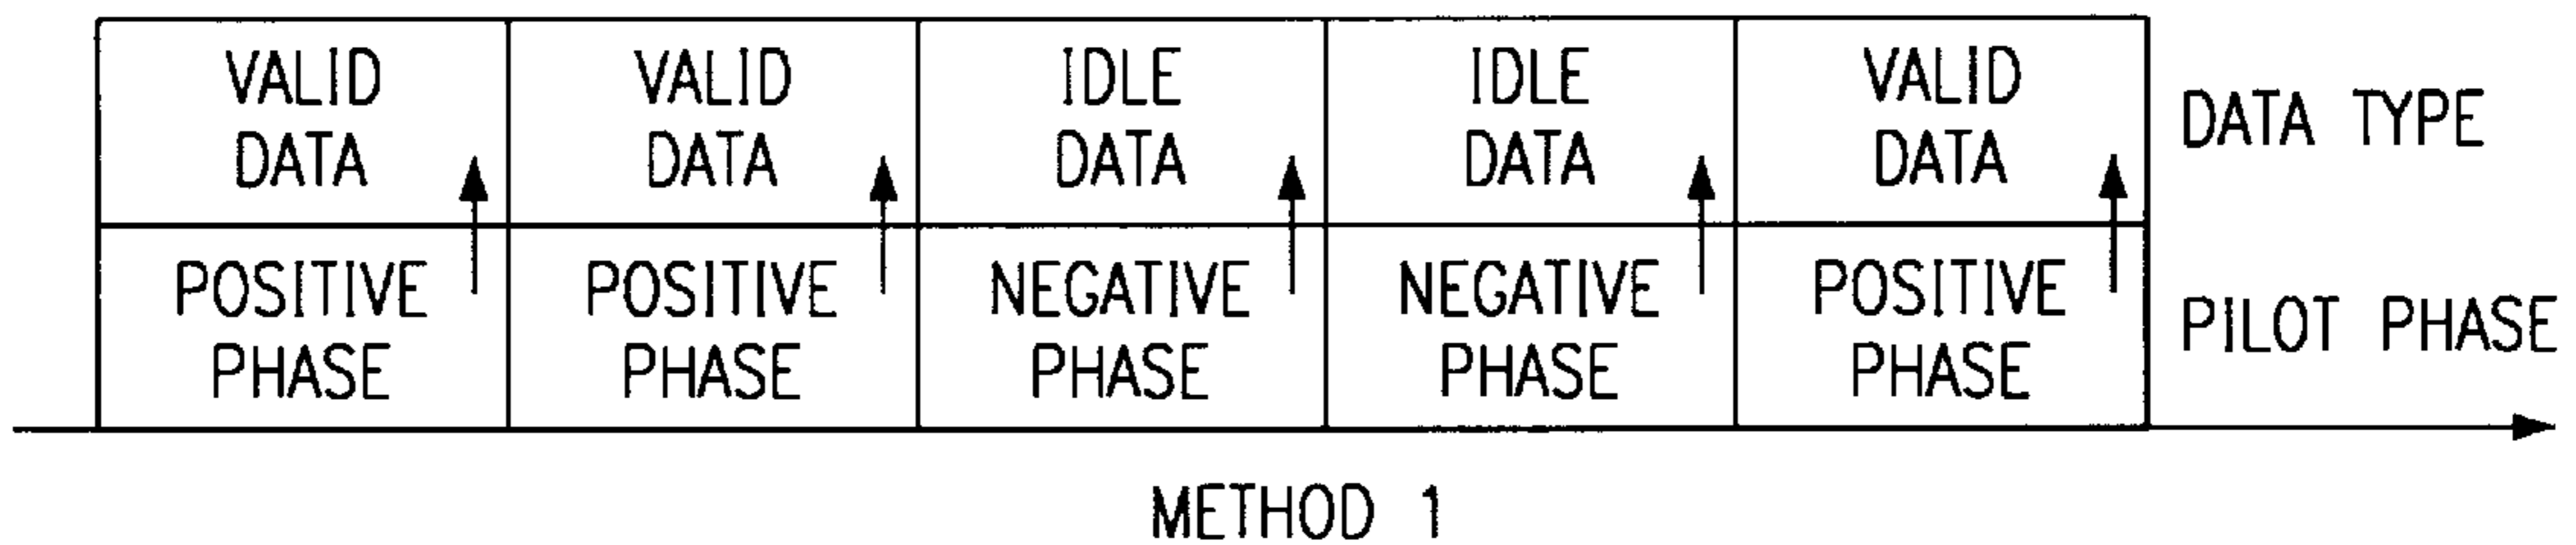 VALID VALID IDLE IDLE VALID
DATA DATA DATA DATA DATA
DATA TYPE
POSITIVE POSITIVE NEGATIVE NEGATIVE POSITIVE
PHASE PHASE PHASE PHASE PHASE
PILOT PHASE
METHOD 1